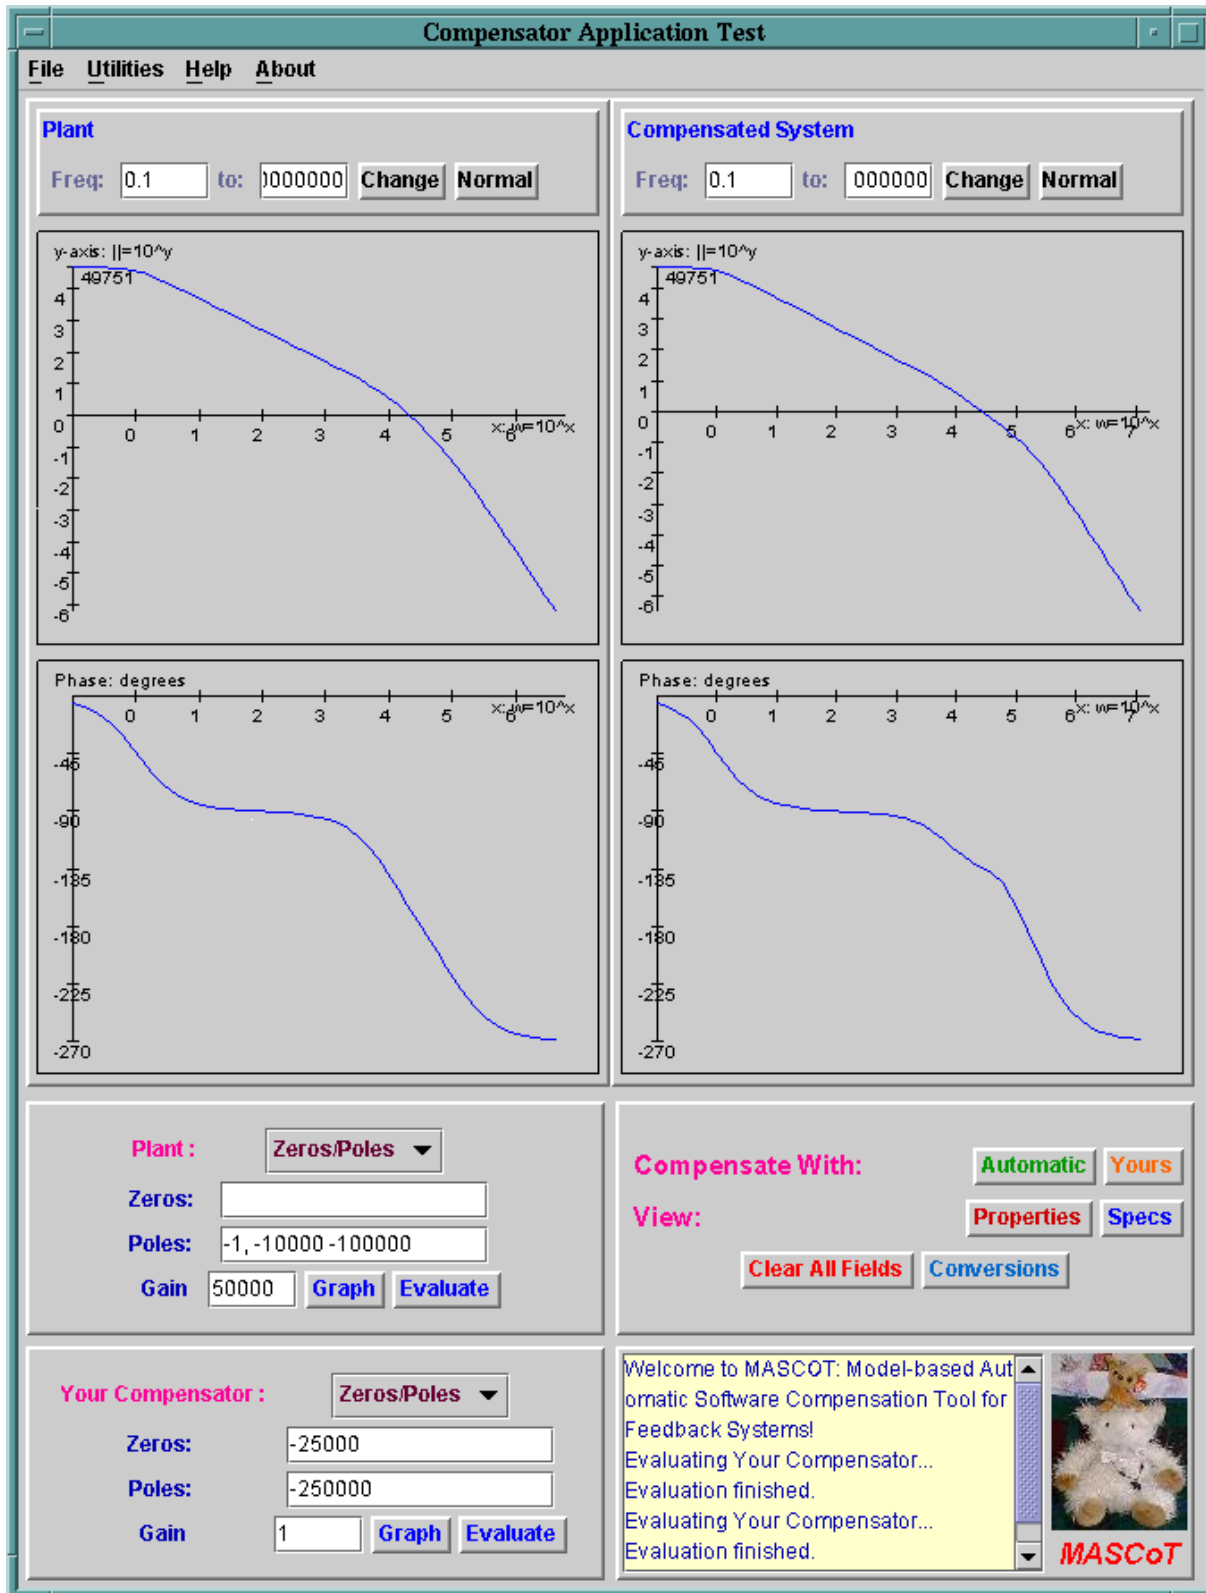 Compensator Application Test
File Utilities Help About
Plant
Freq: 0.1 to: 0000000 Change Normal
y-axis: ||=10^y
49751
4
3
2
1
0
-1
-2
-3
-4
-5
-6
0 1 2 3 4 5 6
x: w=10^x
Phase: degrees
0 1 2 3 4 5 6
x: w=10^x
-45
-90
-135
-180
-225
-270
Compensated System
Freq: 0.1 to: 000000 Change Normal
y-axis: ||=10^y
49751
4
3
2
1
0
-1
-2
-3
-4
-5
-6
0 1 2 3 4 5 6 7
x: w=10^x
Phase: degrees
0 1 2 3 4 5 6 7
x: w=10^x
-45
-90
-135
-180
-225
-270
Plant :
Zeros/Poles
Zeros:
Poles: -1, -10000 -100000
Gain 50000 Graph Evaluate
Compensate With: Automatic Yours
View: Properties Specs
Clear All Fields Conversions
Your Compensator : Zeros/Poles
Zeros: -25000
Poles: -250000
Gain 1 Graph Evaluate
Welcome to MASCOT: Model-based Aut
omatic Software Compensation Tool for
Feedback Systems!
Evaluating Your Compensator...
Evaluation finished.
Evaluating Your Compensator...
Evaluation finished.
MASCoT